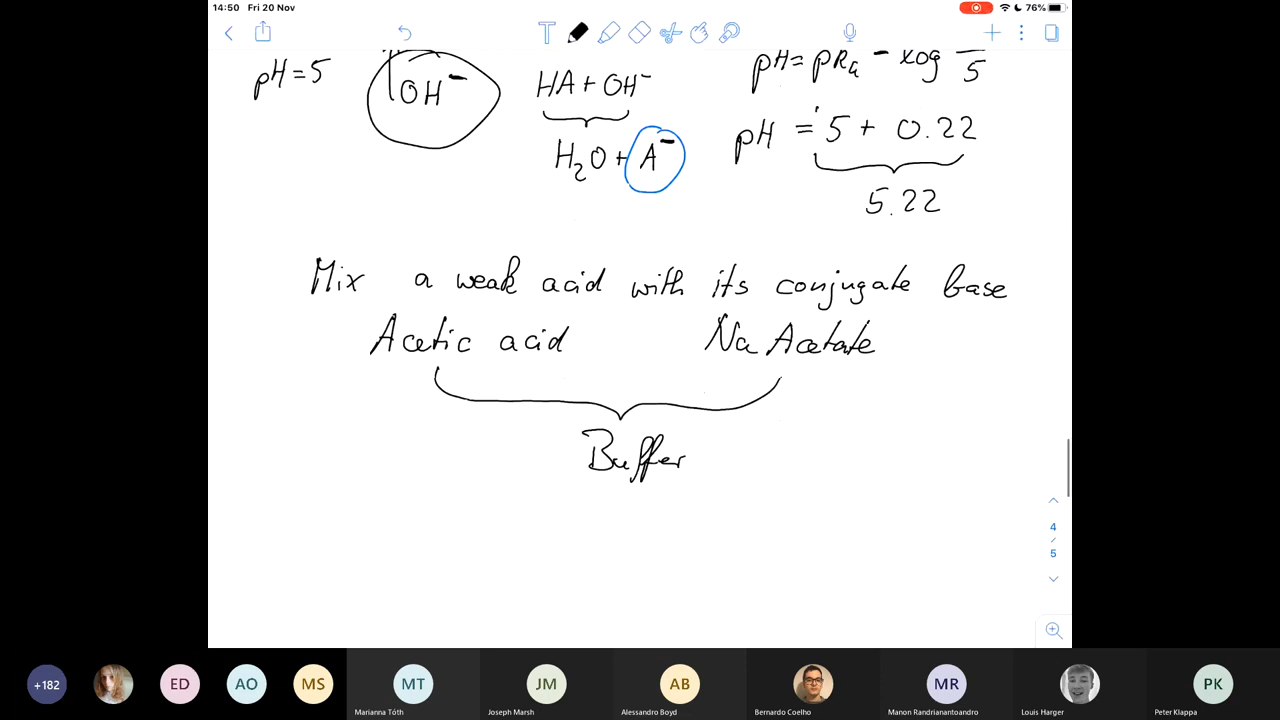 14:50 Fri 20 Nov
76%
T
pH = 5
OH⁻
HA + OH⁻
H₂O + A⁻
pH = pKa - log
5
pH = 5 + 0.22
5.22
Mix a weak acid with its conjugate base
Acetic acid Na Acetate
Buffer
4
/
5
+182
ED
AO
MS
MT
JM
AB
MR
PK
Marianna Tóth
Joseph Marsh
Alessandro Boyd
Bernardo Coelho
Manon Randrianantoandro
Louis Harger
Peter Klappa